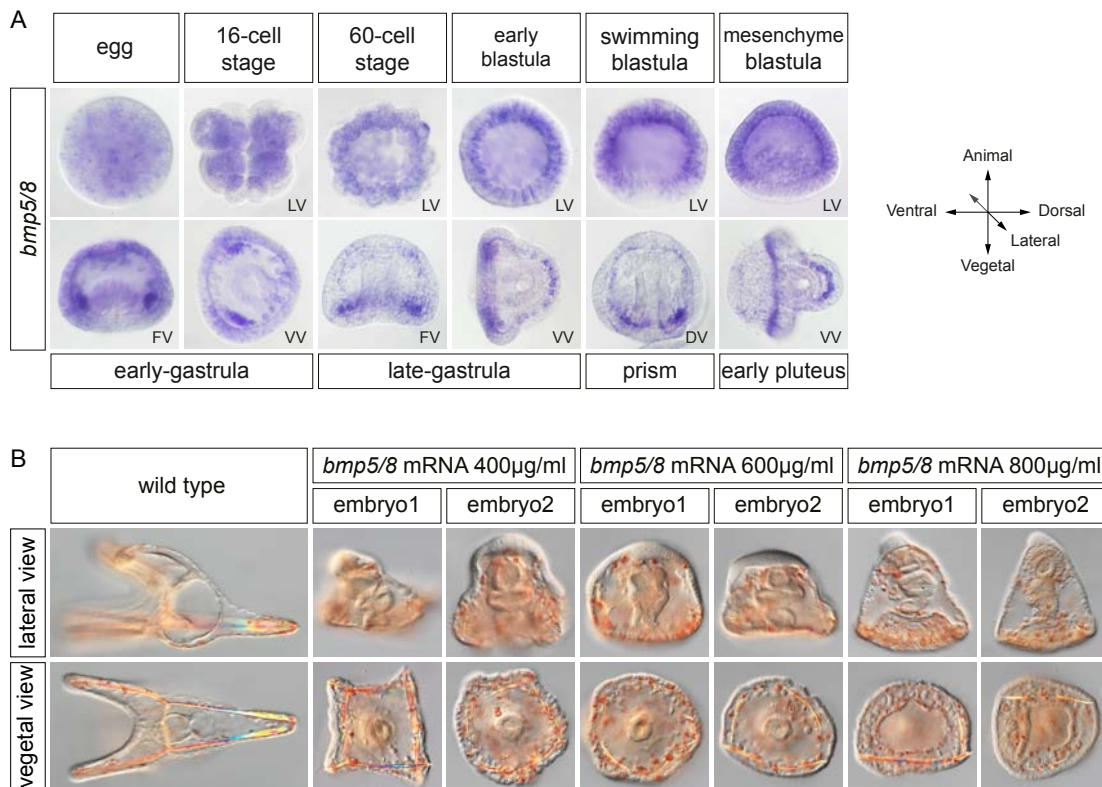 A
egg
16-cell
stage
60-cell
stage
early
blastula
swimming
blastula
mesenchyme
blastula
bmp5/8
LV
LV
LV
LV
LV
FV
VV
FV
VV
DV
VV
early-gastrula
late-gastrula
prism
early pluteus
Animal
Ventral
Dorsal
Lateral
Vegetal
B
wild type
bmp5/8 mRNA 400µg/ml
bmp5/8 mRNA 600µg/ml
bmp5/8 mRNA 800µg/ml
embryo1
embryo2
embryo1
embryo2
embryo1
embryo2
lateral view
vegetal view